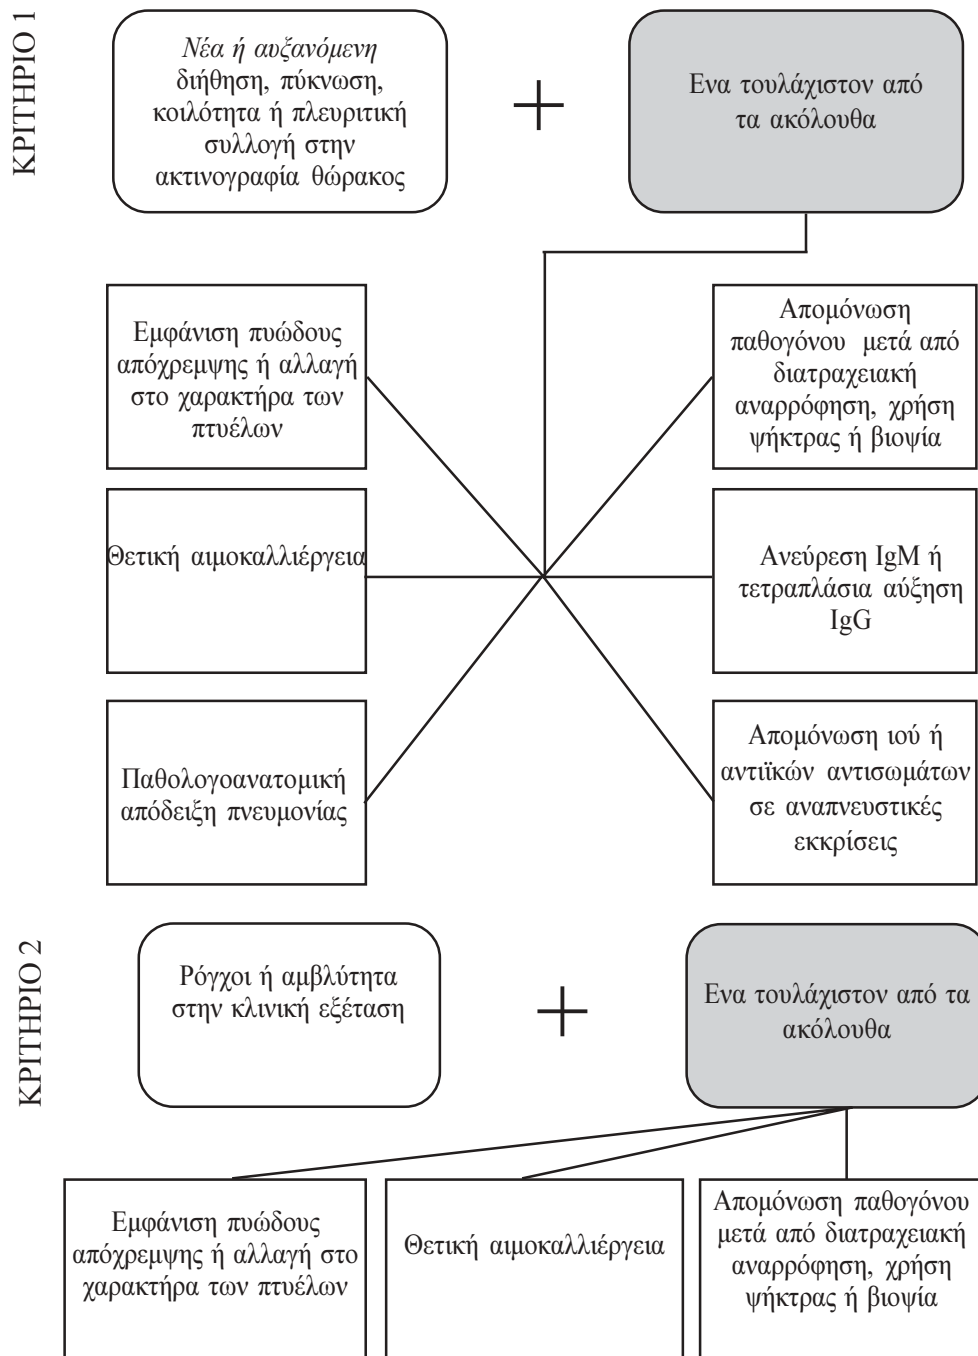 ΚΡΙΤΗΡΙΟ 1
Νέα ή αυξανόμενη
διήθηση, πύκνωση,
κοιλότητα ή πλευριτική
συλλογή στην
ακτινογραφία θώρακος
+
Ενα τουλάχιστον από
τα ακόλουθα
Εμφάνιση πυώδους
απόχρεμψης ή αλλαγή
στο χαρακτήρα των
πτυέλων
Απομόνωση
παθογόνου μετά από
διατραχειακή
αναρρόφηση, χρήση
ψήκτρας ή βιοψία
Θετική αιμοκαλλιέργεια
Ανεύρεση IgM ή
τετραπλάσια αύξηση
IgG
Παθολογοανατομική
απόδειξη πνευμονίας
Απομόνωση ιού ή
αντιϊκών αντισωμάτων
σε αναπνευστικές
εκκρίσεις
ΚΡΙΤΗΡΙΟ 2
Ρόγχοι ή αμβλύτητα
στην κλινική εξέταση
+
Ενα τουλάχιστον από τα
ακόλουθα
Εμφάνιση πυώδους
απόχρεμψης ή αλλαγή στο
χαρακτήρα των πτυέλων
Θετική αιμοκαλλιέργεια
Απομόνωση παθογόνου
μετά από διατραχειακή
αναρρόφηση, χρήση
ψήκτρας ή βιοψία